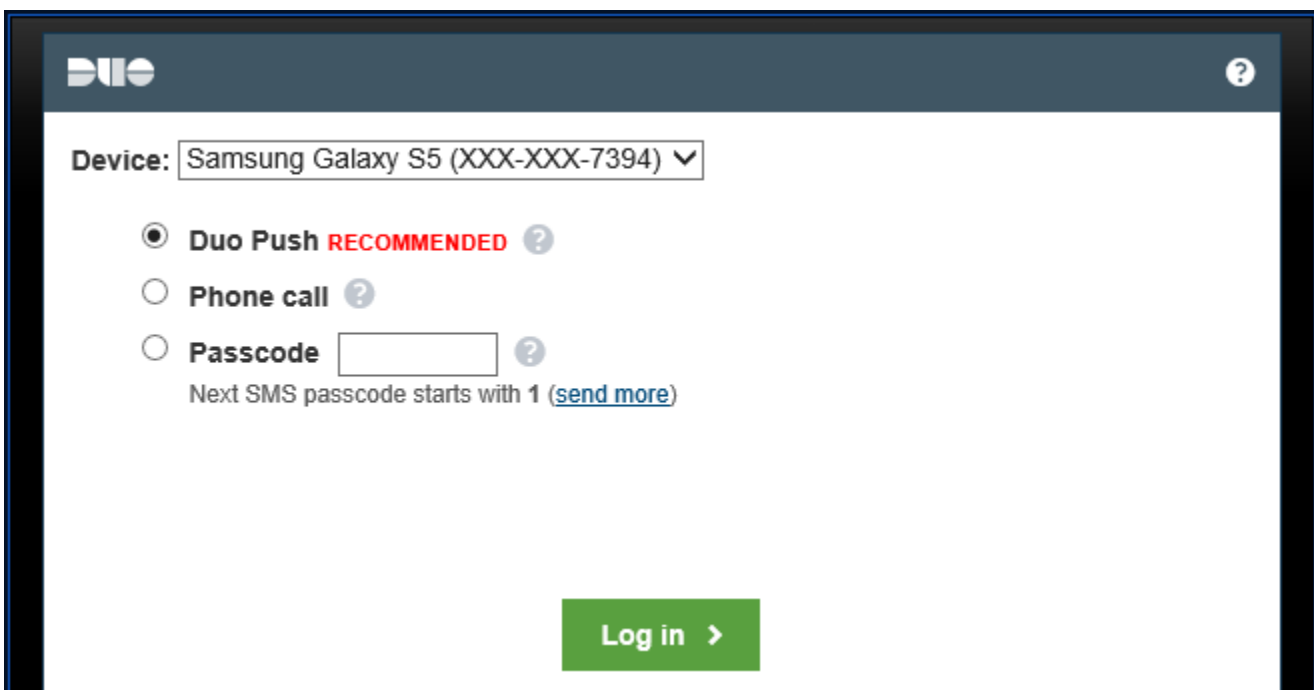 DUO
Device: Samsung Galaxy S5 (XXX-XXX-7394)
Duo Push RECOMMENDED ?
Phone call ?
Passcode ?
Next SMS passcode starts with 1 (send more)
Log in